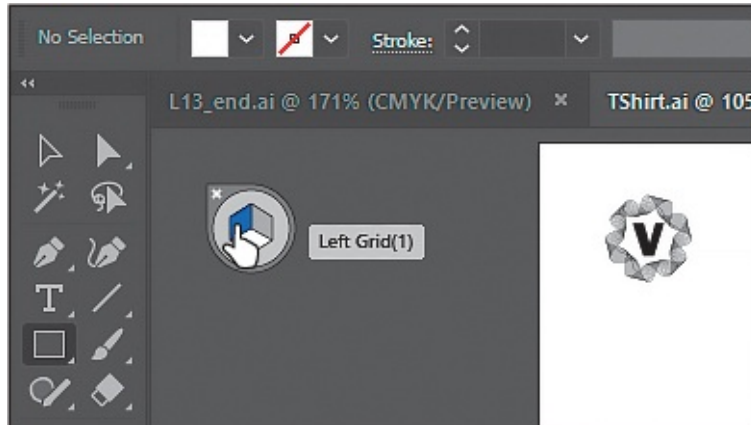 No Selection
Stroke:
L13_end.ai @ 171% (CMYK/Preview)
TShirt.ai @ 105
Left Grid(1)
V